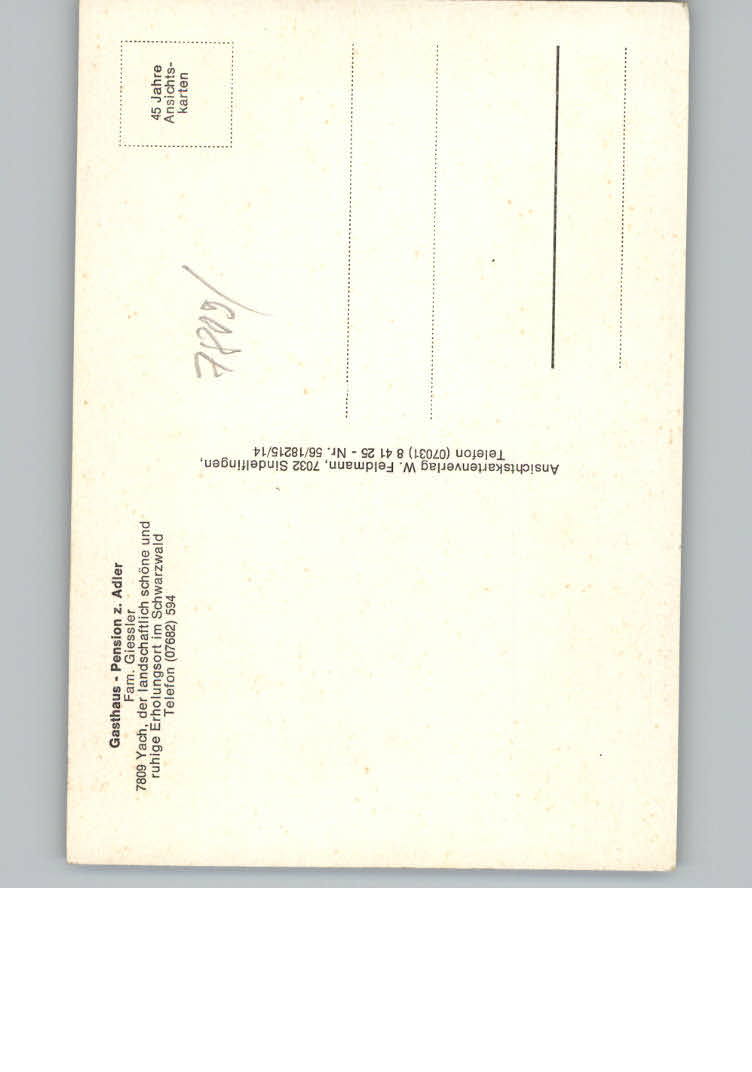 Gasthaus - Pension z. Adler
Fam. Giessler
7809 Yach, der landschaftlich schöne und
ruhige Erholungsort im Schwarzwald
Telefon (07682) 594
Ansichtskartenverlag W. Feldmann, 7032 Sindelfingen,
Telefon (07031) 8 41 25 - Nr. 56/18215/14
45 Jahre
Ansichts-
karten